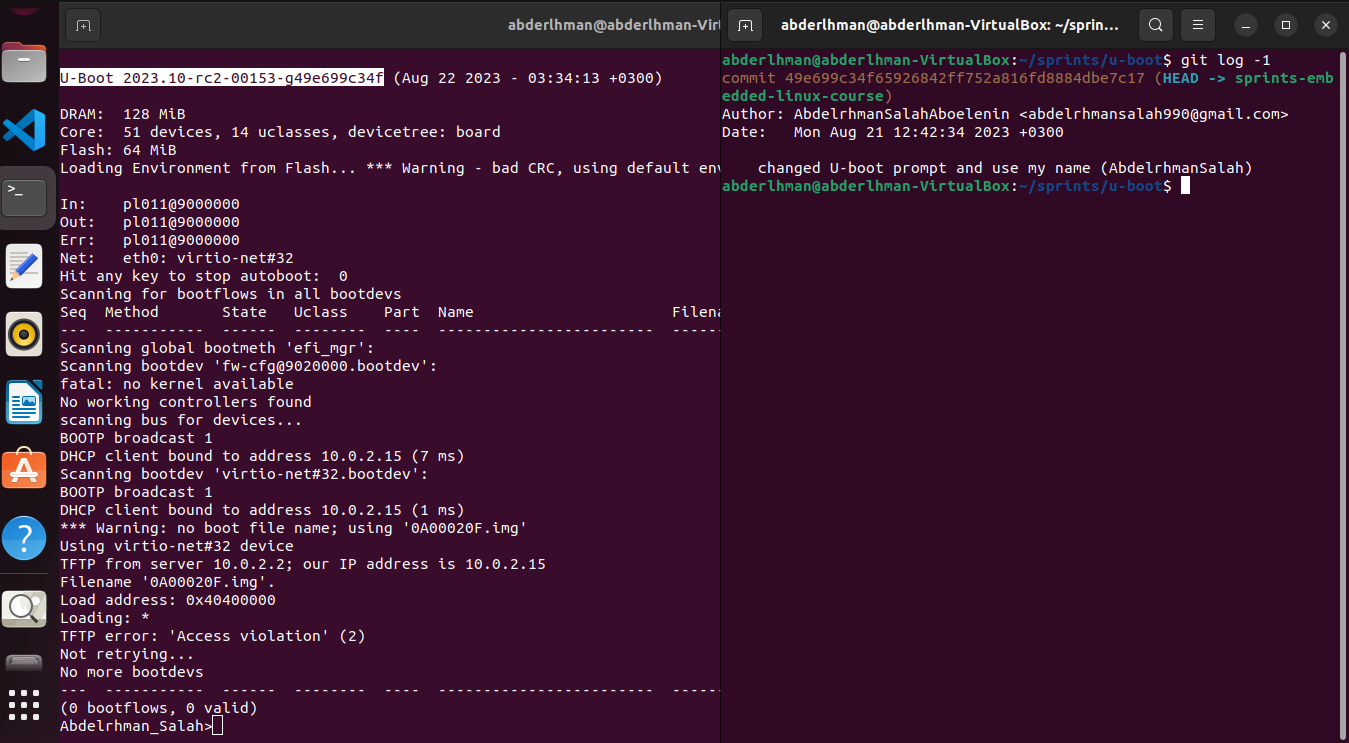 abderlhman@abderlhman-Virt
U-Boot 2023.10-rc2-00153-g49e699c34f (Aug 22 2023 - 03:34:13 +0300)
DRAM:  128 MiB
Core:  51 devices, 14 uclasses, devicetree: board
Flash: 64 MiB
Loading Environment from Flash... *** Warning - bad CRC, using default env
In:    pl011@9000000
Out:   pl011@9000000
Err:   pl011@9000000
Net:   eth0: virtio-net#32
Hit any key to stop autoboot:  0
Scanning for bootflows in all bootdevs
Seq  Method       State   Uclass    Part  Name                      Filena
---  -----------  ------  --------  ----  ------------------------  ------
Scanning global bootmeth 'efi_mgr':
Scanning bootdev 'fw-cfg@9020000.bootdev':
fatal: no kernel available
No working controllers found
scanning bus for devices...
BOOTP broadcast 1
DHCP client bound to address 10.0.2.15 (7 ms)
Scanning bootdev 'virtio-net#32.bootdev':
BOOTP broadcast 1
DHCP client bound to address 10.0.2.15 (1 ms)
*** Warning: no boot file name; using '0A00020F.img'
Using virtio-net#32 device
TFTP from server 10.0.2.2; our IP address is 10.0.2.15
Filename '0A00020F.img'.
Load address: 0x40400000
Loading: *
TFTP error: 'Access violation' (2)
Not retrying...
No more bootdevs
---  -----------  ------  --------  ----  ------------------------  ------
(0 bootflows, 0 valid)
Abdelrhman_Salah>
abderlhman@abderlhman-VirtualBox: ~/sprin...
abderlhman@abderlhman-VirtualBox:~/sprints/u-boot$ git log -1
commit 49e699c34f65926842ff752a816fd8884dbe7c17 (HEAD -> sprints-emb
edded-linux-course)
Author: AbdelrhmanSalahAboelenin <abdelrhmansalah990@gmail.com>
Date:   Mon Aug 21 12:42:34 2023 +0300
    changed U-boot prompt and use my name (AbdelrhmanSalah)
abderlhman@abderlhman-VirtualBox:~/sprints/u-boot$